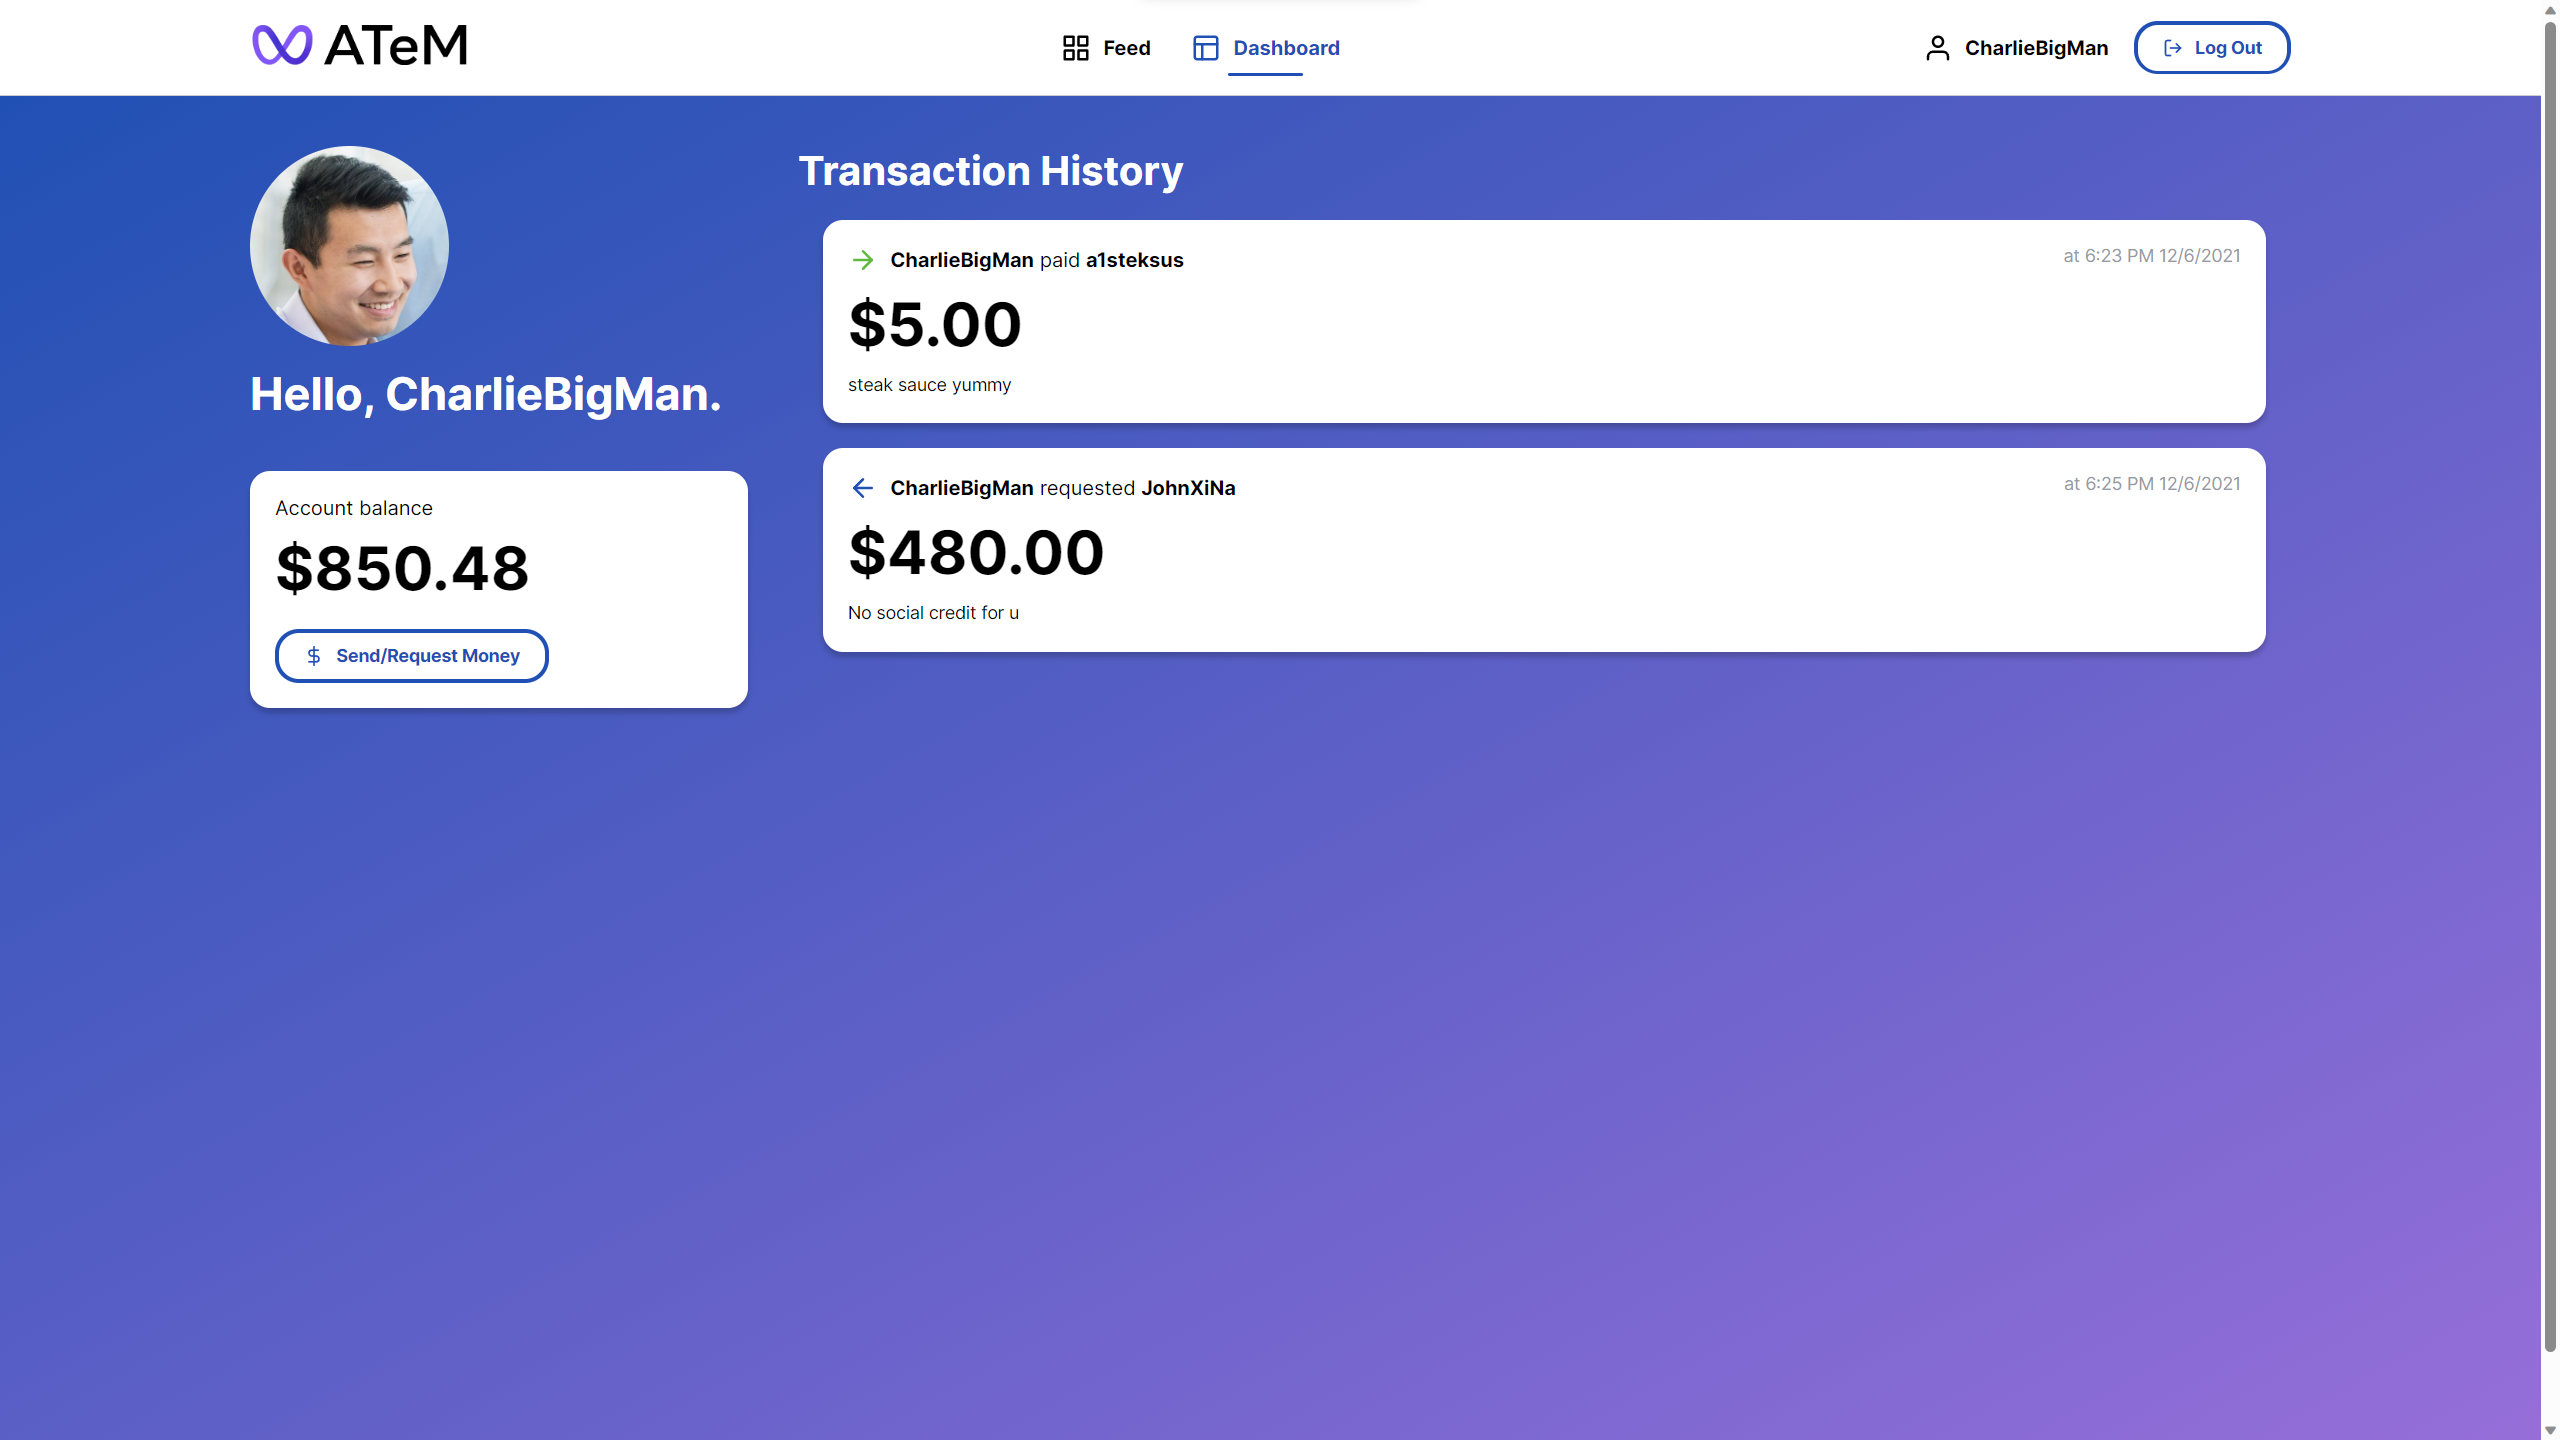 ATeM
Feed
Dashboard
CharlieBigMan
Log Out
Hello, CharlieBigMan.
Account balance
$850.48
Send/Request Money
Transaction History
CharlieBigMan paid a1steksus
at 6:23 PM 12/6/2021
$5.00
steak sauce yummy
CharlieBigMan requested JohnXiNa
at 6:25 PM 12/6/2021
$480.00
No social credit for u